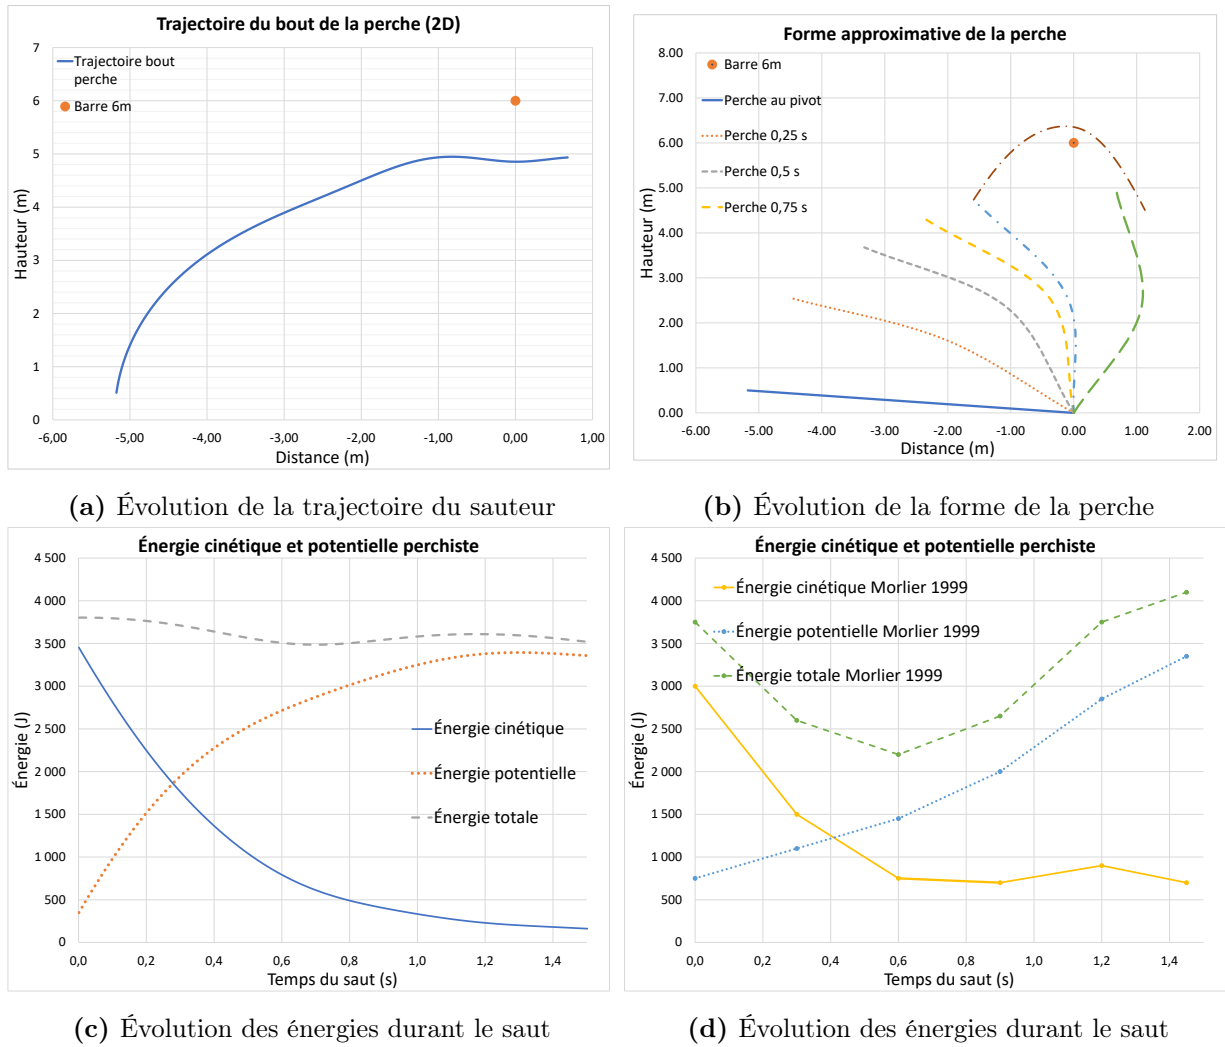 Trajectoire du bout de la perche (2D)
Hauteur (m)
7
6
5
4
3
2
1
0
Trajectoire bout
perche
Barre 6m
-6,00 -5,00 -4,00 -3,00 -2,00 -1,00 0,00 1,00
Distance (m)
(a) Évolution de la trajectoire du sauteur
Forme approximative de la perche
Hauteur (m)
8.00
7.00
6.00
5.00
4.00
3.00
2.00
1.00
0.00
Barre 6m
Perche au pivot
Perche 0,25 s
Perche 0,5 s
Perche 0,75 s
-6.00 -5.00 -4.00 -3.00 -2.00 -1.00 0.00 1.00 2.00
Distance (m)
(b) Évolution de la forme de la perche
Énergie cinétique et potentielle perchiste
Énergie (J)
4 500
4 000
3 500
3 000
2 500
2 000
1 500
1 000
500
0
Énergie cinétique
Énergie potentielle
Énergie totale
0,0 0,2 0,4 0,6 0,8 1,0 1,2 1,4
Temps du saut (s)
(c) Évolution des énergies durant le saut
Énergie cinétique et potentielle perchiste
Énergie (J)
4 500
4 000
3 500
3 000
2 500
2 000
1 500
1 000
500
0
Énergie cinétique Morlier 1999
Énergie potentielle Morlier 1999
Énergie totale Morlier 1999
0,0 0,2 0,4 0,6 0,8 1,0 1,2 1,4
Temps du saut (s)
(d) Évolution des énergies durant le saut